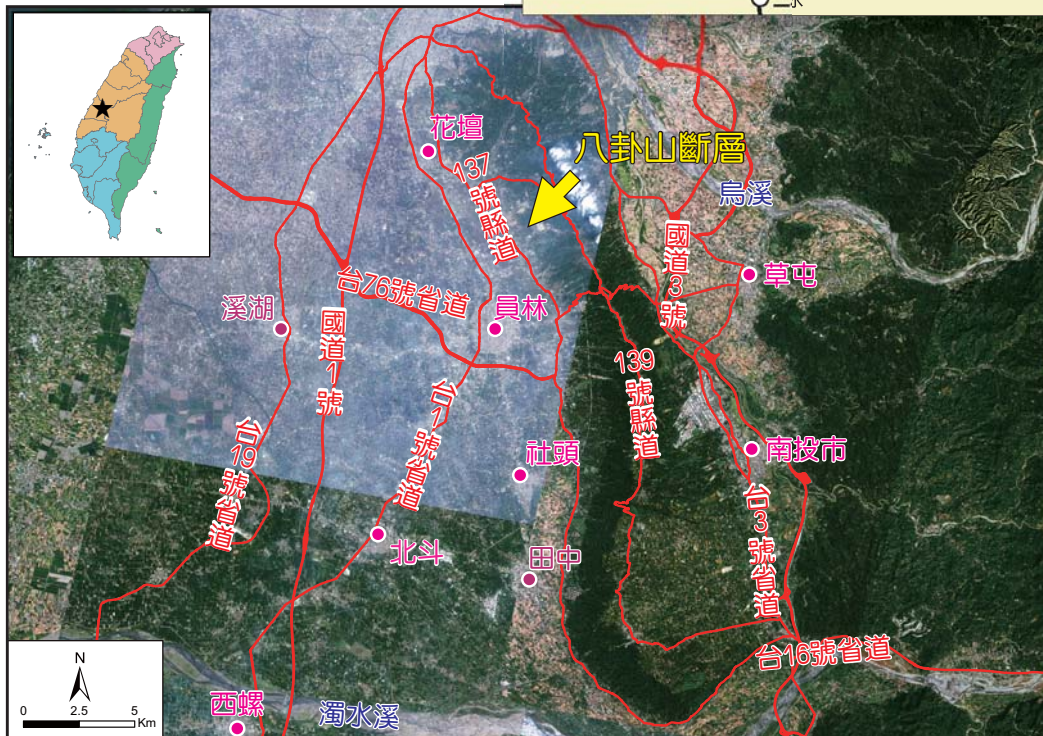 二水
花壇
137號縣道
八卦山斷層
烏溪
國道3號
草屯
台76號省道
溪湖
國道1號
員林
139號縣道
台1號省道
台19號省道
社頭
南投市
台3號省道
北斗
田中
台16號省道
西螺
濁水溪
N
0 2.5 5 Km